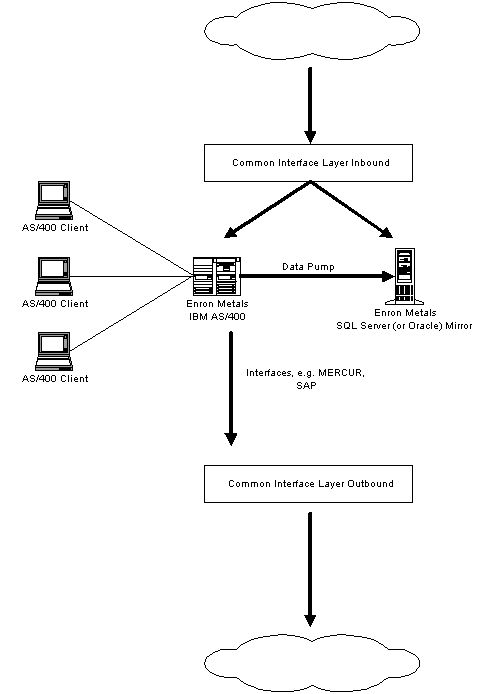 Common Interface Layer Inbound
AS/400 Client
Data Pump
AS/400 Client
Enron Metals
IBM AS/400
Enron Metals
SQL Server (or Oracle) Mirror
AS/400 Client
Interfaces, e.g. MERCUR,
SAP
Common Interface Layer Outbound